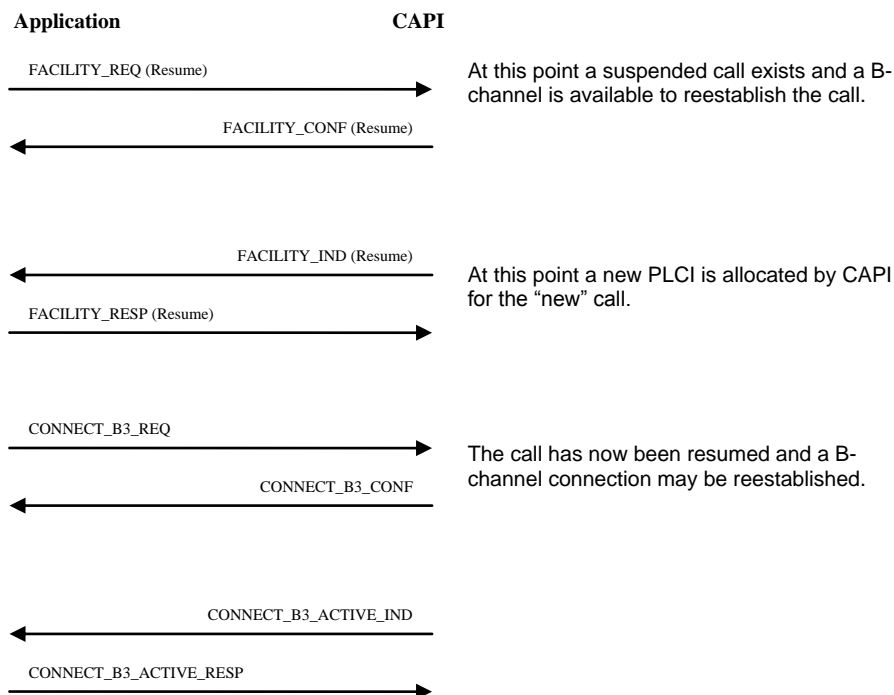 Application CAPI
FACILITY_REQ (Resume)
At this point a suspended call exists and a B-
channel is available to reestablish the call.
FACILITY_CONF (Resume)
FACILITY_IND (Resume)
At this point a new PLCI is allocated by CAPI
for the “new” call.
FACILITY_RESP (Resume)
CONNECT_B3_REQ
The call has now been resumed and a B-
channel connection may be reestablished.
CONNECT_B3_CONF
CONNECT_B3_ACTIVE_IND
CONNECT_B3_ACTIVE_RESP